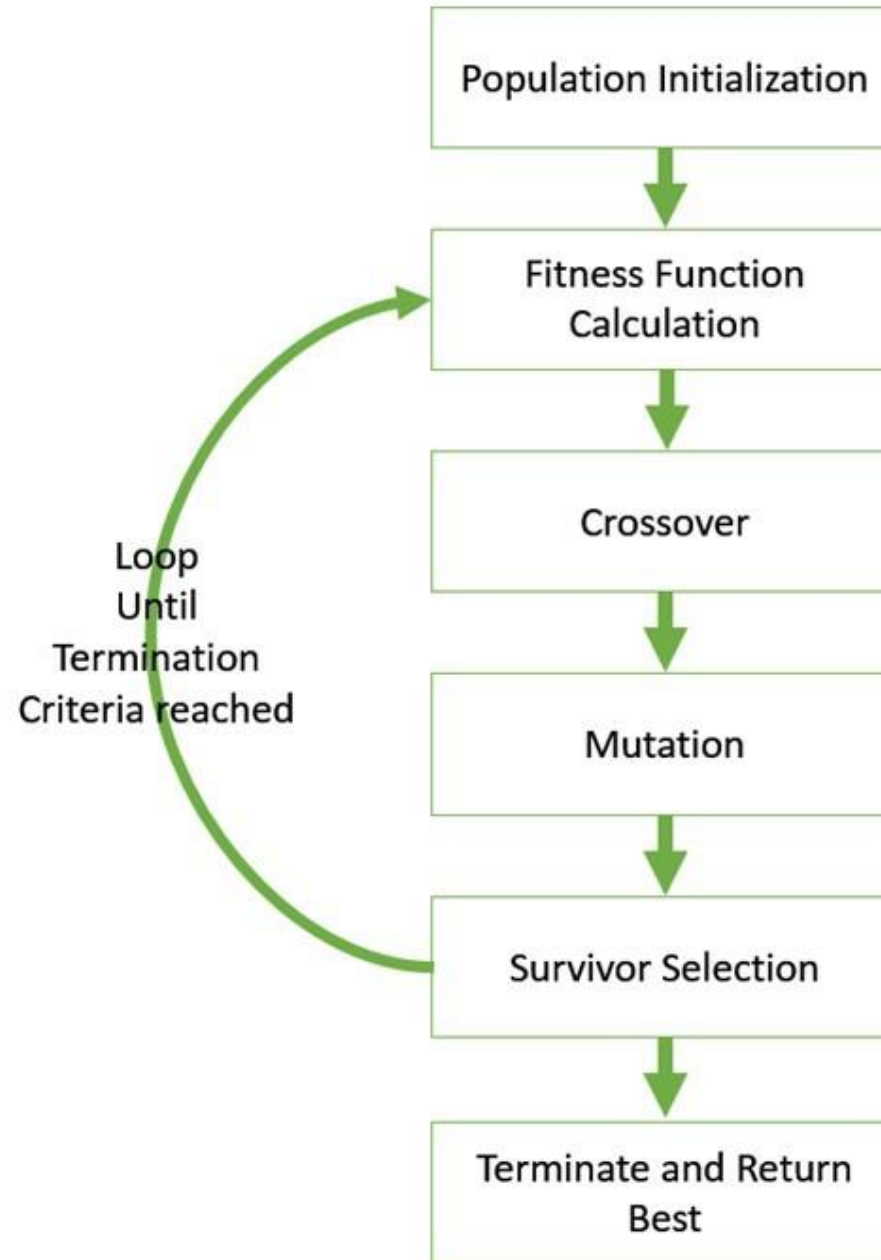 Population Initialization
Fitness Function
Calculation
Crossover
Loop
Until
Termination
Criteria reached
Mutation
Survivor Selection
Terminate and Return
Best